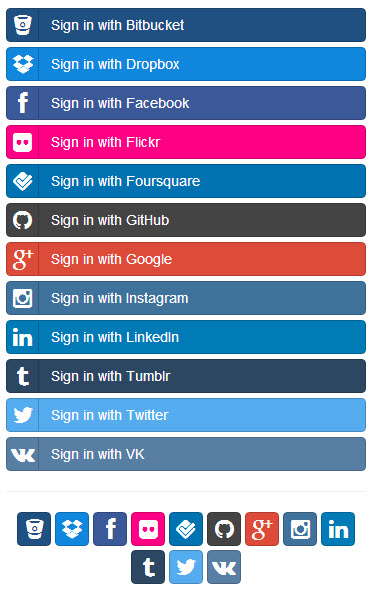 Sign in with Bitbucket
Sign in with Dropbox
Sign in with Facebook
Sign in with Flickr
Sign in with Foursquare
Sign in with GitHub
Sign in with Google
Sign in with Instagram
Sign in with LinkedIn
Sign in with Tumblr
Sign in with Twitter
Sign in with VK